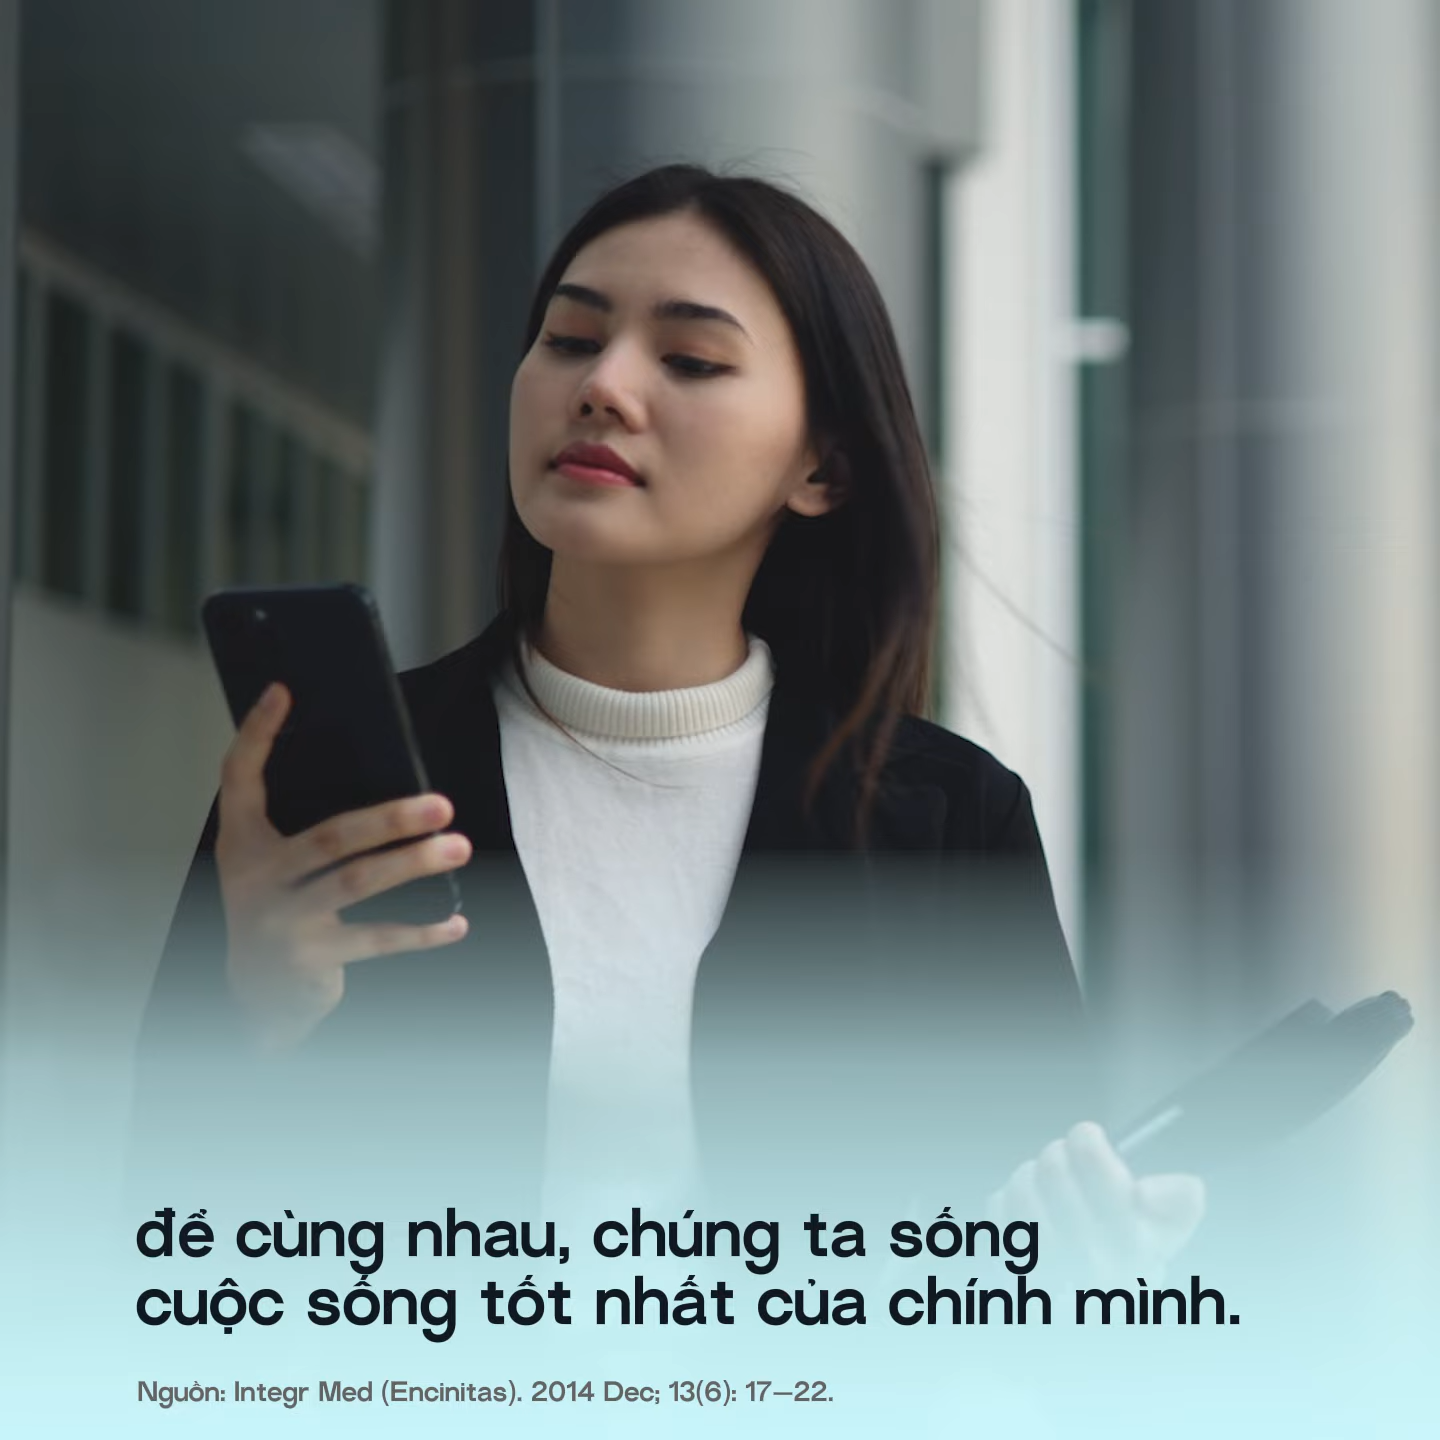 để cùng nhau, chúng ta sống
cuộc sống tốt nhất của chính mình.
Nguồn: Integr Med (Encinitas). 2014 Dec; 13(6): 17–22.